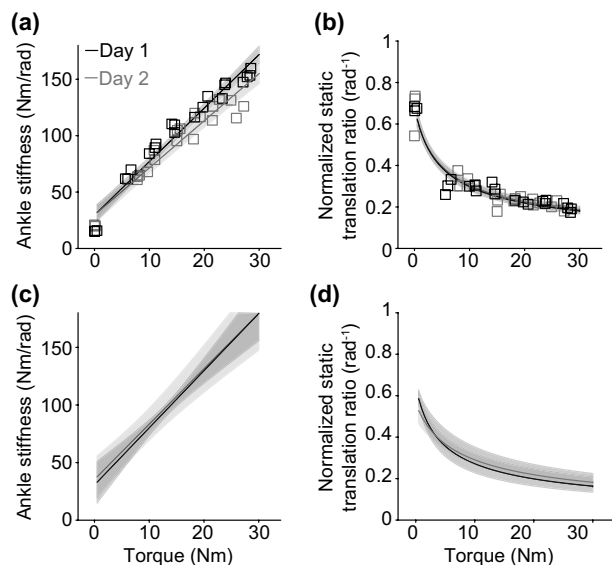 (a)
Day 1
Day 2
Ankle stiffness (Nm/rad)
150
100
50
0
0 10 20 30
(b)
Normalized static
translation ratio (rad-1)
1
0.8
0.6
0.4
0.2
0
0 10 20 30
(c)
Ankle stiffness (Nm/rad)
150
100
50
0
0 10 20 30
Torque (Nm)
(d)
Normalized static
translation ratio (rad-1)
1
0.8
0.6
0.4
0.2
0
0 10 20 30
Torque (Nm)